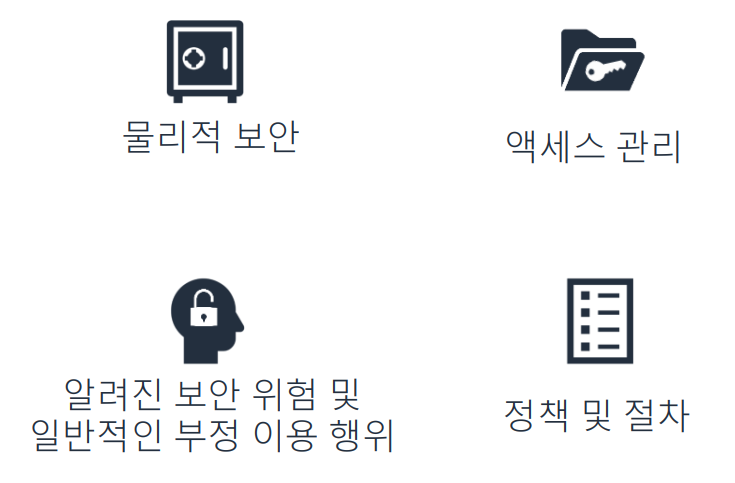 물리적 보안
액세스 관리
알려진 보안 위험 및
일반적인 부정 이용 행위
정책 및 절차